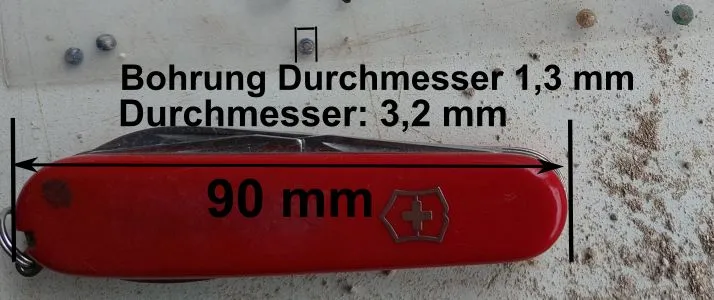 Bohrung Durchmesser 1,3 mm
Durchmesser: 3,2 mm
90 mm